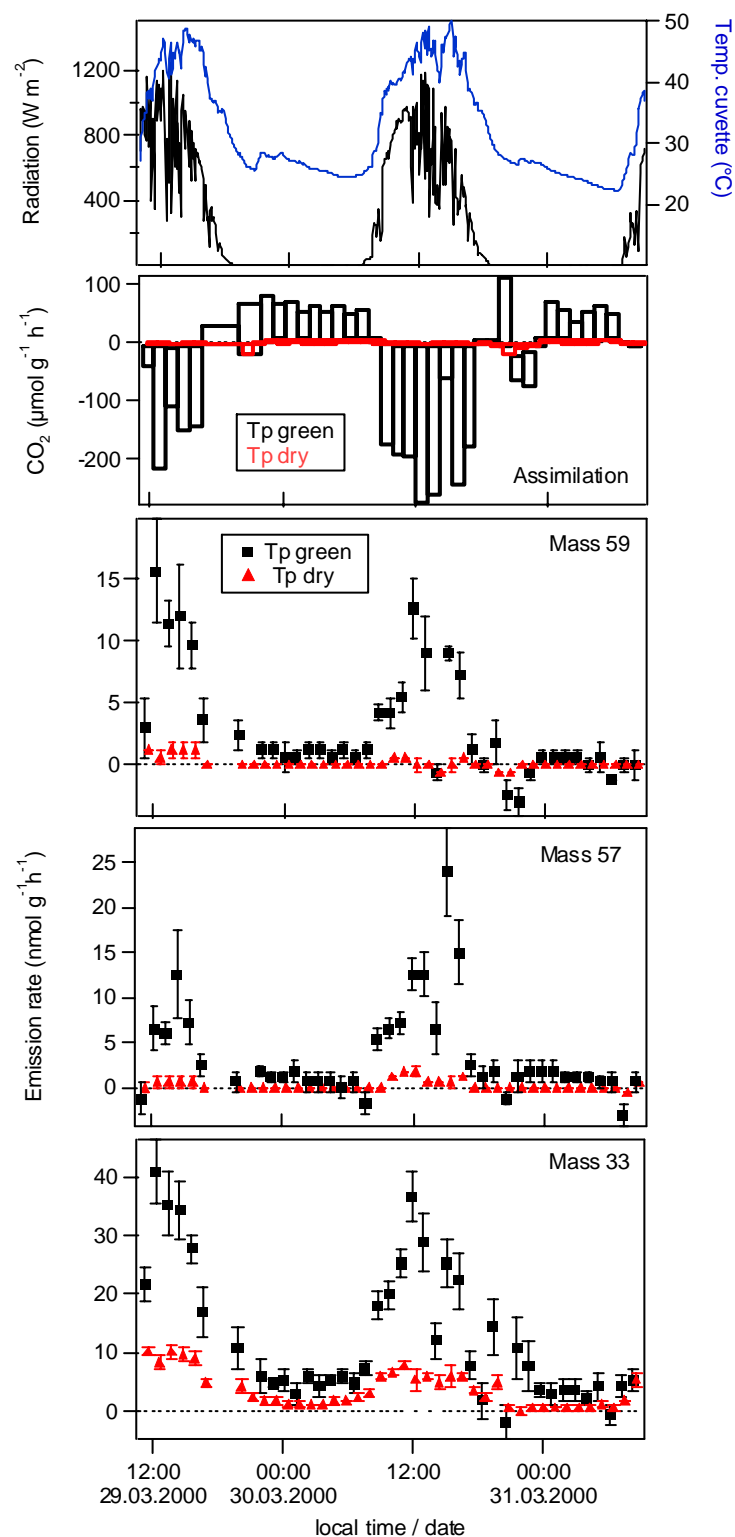 Radiation (W m-2)
1200
800
400
50
40
30
20
Temp. cuvette (°C)
CO2 (µmol g-1 h-1)
100
0
-100
-200
Tp green
Tp dry
Assimilation
Mass 59
Tp green
Tp dry
15
10
5
0
Emission rate (nmol g-1h-1)
Mass 57
25
20
15
10
5
0
Mass 33
40
30
20
10
0
12:00 00:00 12:00 00:00
29.03.2000 30.03.2000 31.03.2000
local time / date